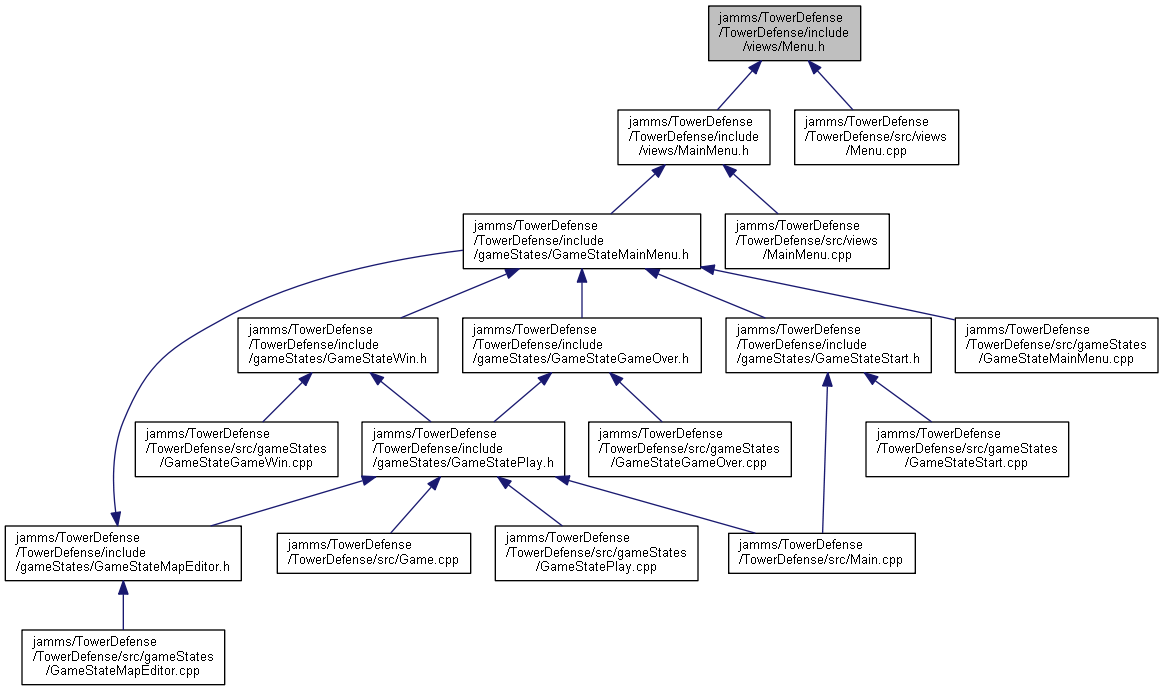 jamms/TowerDefense
/TowerDefense/include
/views/Menu.h
jamms/TowerDefense
/TowerDefense/include
/views/MainMenu.h
jamms/TowerDefense
/TowerDefense/src/views
/Menu.cpp
jamms/TowerDefense
/TowerDefense/include
/gameStates/GameStateMainMenu.h
jamms/TowerDefense
/TowerDefense/src/views
/MainMenu.cpp
jamms/TowerDefense
/TowerDefense/include
/gameStates/GameStateWin.h
jamms/TowerDefense
/TowerDefense/include
/gameStates/GameStateGameOver.h
jamms/TowerDefense
/TowerDefense/include
/gameStates/GameStateStart.h
jamms/TowerDefense
/TowerDefense/src/gameStates
/GameStateMainMenu.cpp
jamms/TowerDefense
/TowerDefense/src/gameStates
/GameStateGameWin.cpp
jamms/TowerDefense
/TowerDefense/include
/gameStates/GameStatePlay.h
jamms/TowerDefense
/TowerDefense/src/gameStates
/GameStateGameOver.cpp
jamms/TowerDefense
/TowerDefense/src/gameStates
/GameStateStart.cpp
jamms/TowerDefense
/TowerDefense/include
/gameStates/GameStateMapEditor.h
jamms/TowerDefense
/TowerDefense/src/Game.cpp
jamms/TowerDefense
/TowerDefense/src/gameStates
/GameStatePlay.cpp
jamms/TowerDefense
/TowerDefense/src/Main.cpp
jamms/TowerDefense
/TowerDefense/src/gameStates
/GameStateMapEditor.cpp